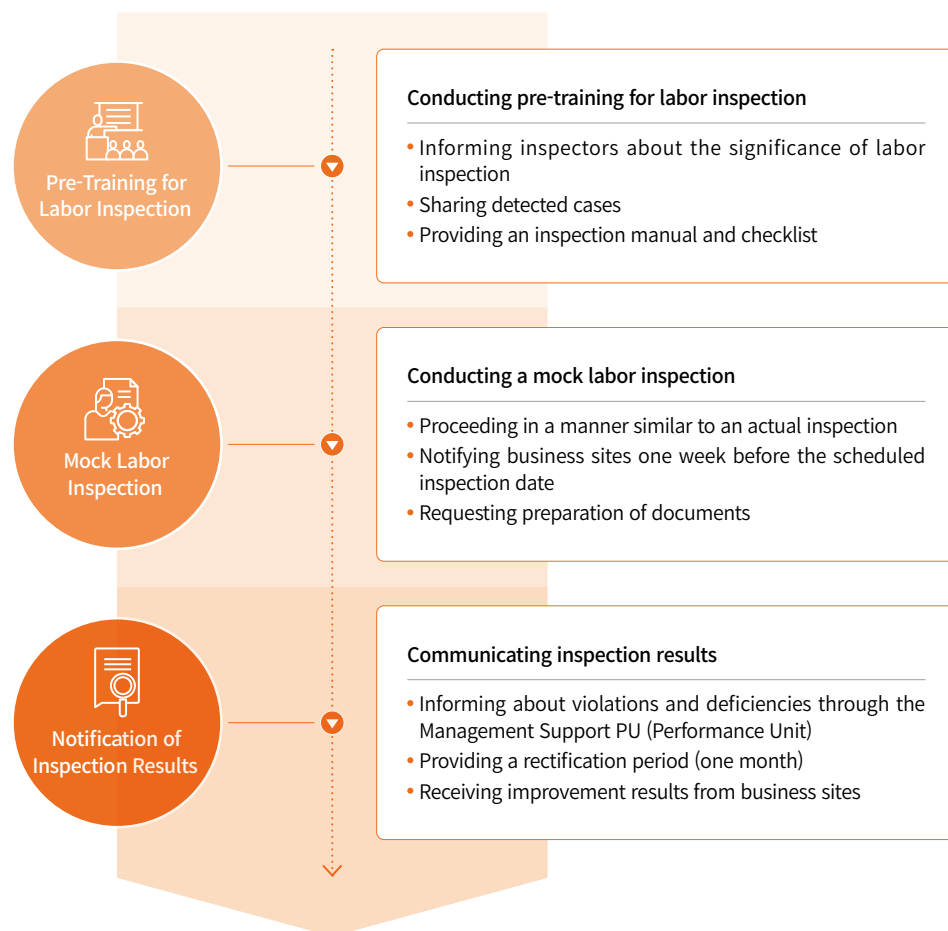 Pre-Training for
Labor Inspection
Conducting pre-training for labor inspection
• Informing inspectors about the significance of labor
inspection
• Sharing detected cases
• Providing an inspection manual and checklist
Mock Labor
Inspection
Conducting a mock labor inspection
• Proceeding in a manner similar to an actual inspection
• Notifying business sites one week before the scheduled
inspection date
• Requesting preparation of documents
Notification of
Inspection Results
Communicating inspection results
• Informing about violations and deficiencies through the
Management Support PU (Performance Unit)
• Providing a rectification period (one month)
• Receiving improvement results from business sites